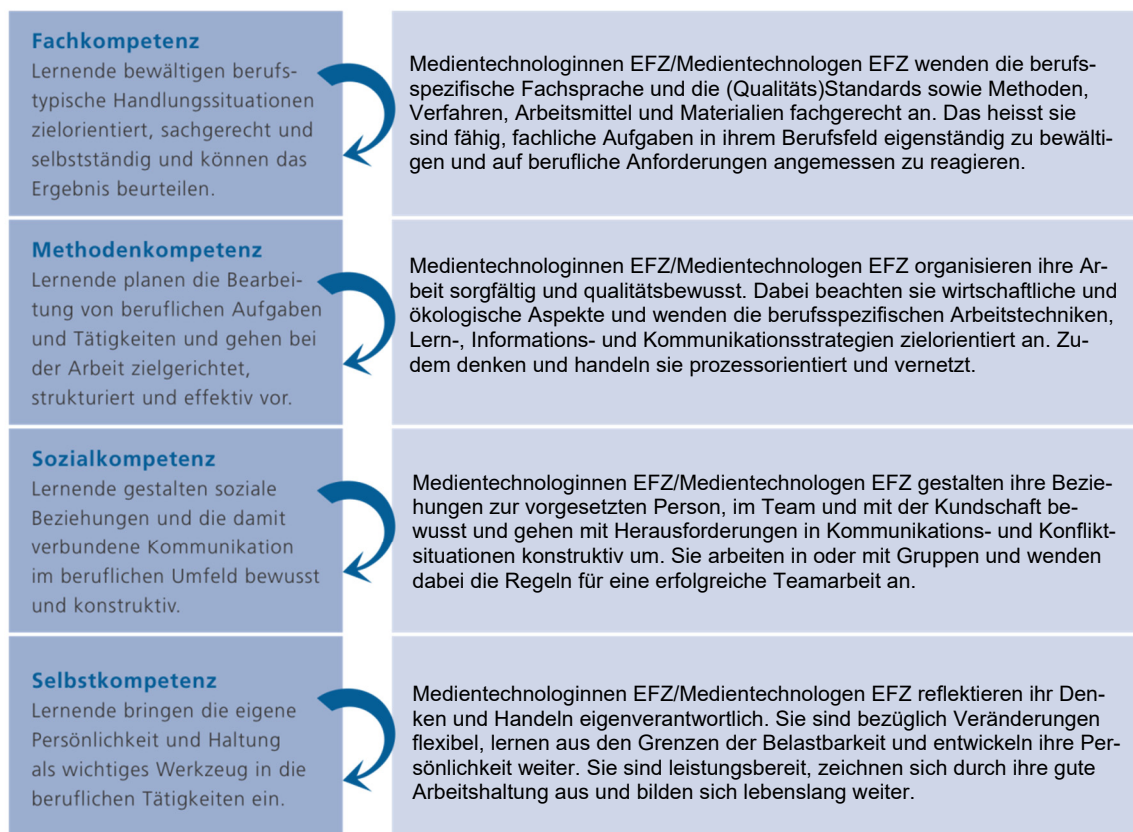 Fachkompetenz
Lernende bewältigen berufs-
typische Handlungssituationen
zielorientiert, sachgerecht und
selbstständig und können das
Ergebnis beurteilen.
Medientechnologinnen EFZ/Medientechnologen EFZ wenden die berufs-
spezifische Fachsprache und die (Qualitäts)Standards sowie Methoden,
Verfahren, Arbeitsmittel und Materialien fachgerecht an. Das heisst sie
sind fähig, fachliche Aufgaben in ihrem Berufsfeld eigenständig zu bewälti-
gen und auf berufliche Anforderungen angemessen zu reagieren.
Methodenkompetenz
Lernende planen die Bearbei-
tung von beruflichen Aufgaben
und Tätigkeiten und gehen bei
der Arbeit zielgerichtet,
strukturiert und effektiv vor.
Medientechnologinnen EFZ/Medientechnologen EFZ organisieren ihre Ar-
beit sorgfältig und qualitätsbewusst. Dabei beachten sie wirtschaftliche und
ökologische Aspekte und wenden die berufsspezifischen Arbeitstechniken,
Lern-, Informations- und Kommunikationsstrategien zielorientiert an. Zu-
dem denken und handeln sie prozessorientiert und vernetzt.
Sozialkompetenz
Lernende gestalten soziale
Beziehungen und die damit
verbundene Kommunikation
im beruflichen Umfeld bewusst
und konstruktiv.
Medientechnologinnen EFZ/Medientechnologen EFZ gestalten ihre Bezie-
hungen zur vorgesetzten Person, im Team und mit der Kundschaft be-
wusst und gehen mit Herausforderungen in Kommunikations- und Konflikt-
situationen konstruktiv um. Sie arbeiten in oder mit Gruppen und wenden
dabei die Regeln für eine erfolgreiche Teamarbeit an.
Selbstkompetenz
Lernende bringen die eigene
Persönlichkeit und Haltung
als wichtiges Werkzeug in die
beruflichen Tätigkeiten ein.
Medientechnologinnen EFZ/Medientechnologen EFZ reflektieren ihr Den-
ken und Handeln eigenverantwortlich. Sie sind bezüglich Veränderungen
flexibel, lernen aus den Grenzen der Belastbarkeit und entwickeln ihre Per-
sönlichkeit weiter. Sie sind leistungsbereit, zeichnen sich durch ihre gute
Arbeitshaltung aus und bilden sich lebenslang weiter.